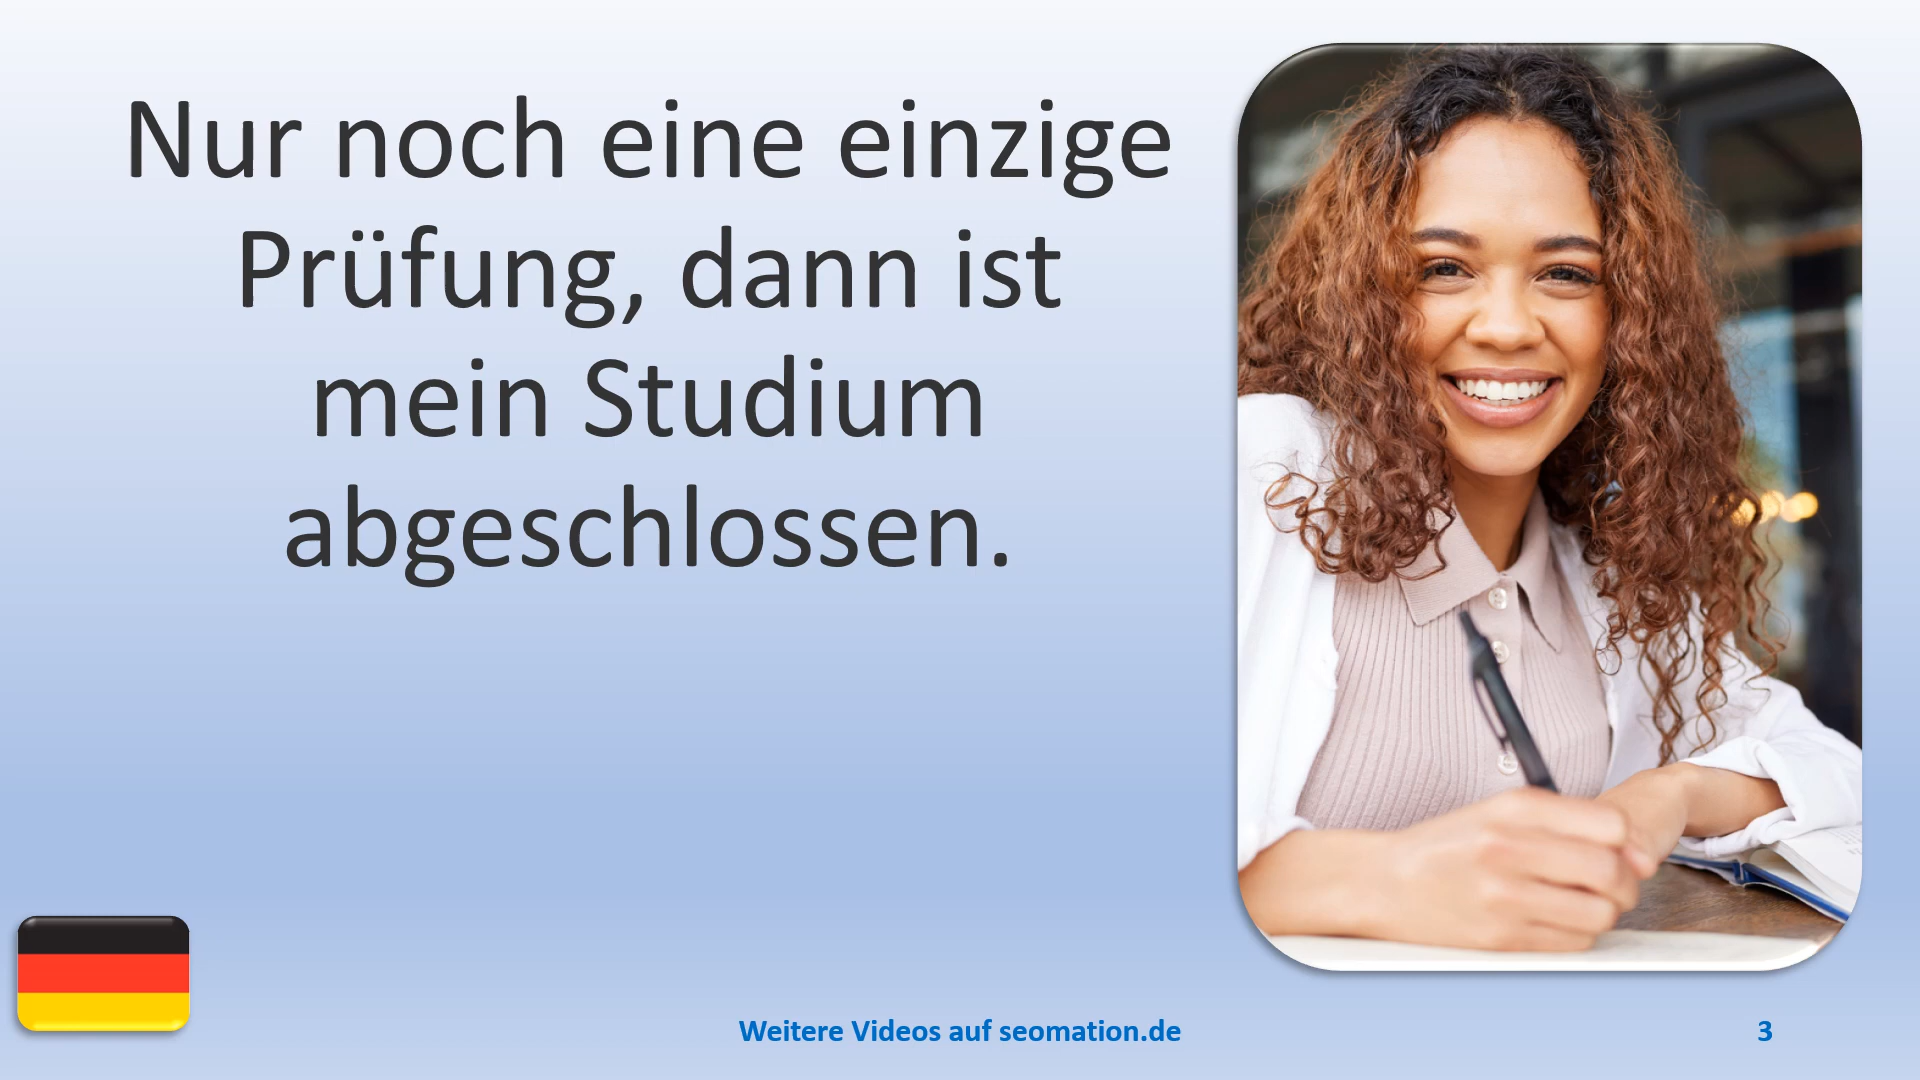 Nur noch eine einzige
Prüfung, dann ist
mein Studium
abgeschlossen.
Weitere Videos auf seomation.de
3